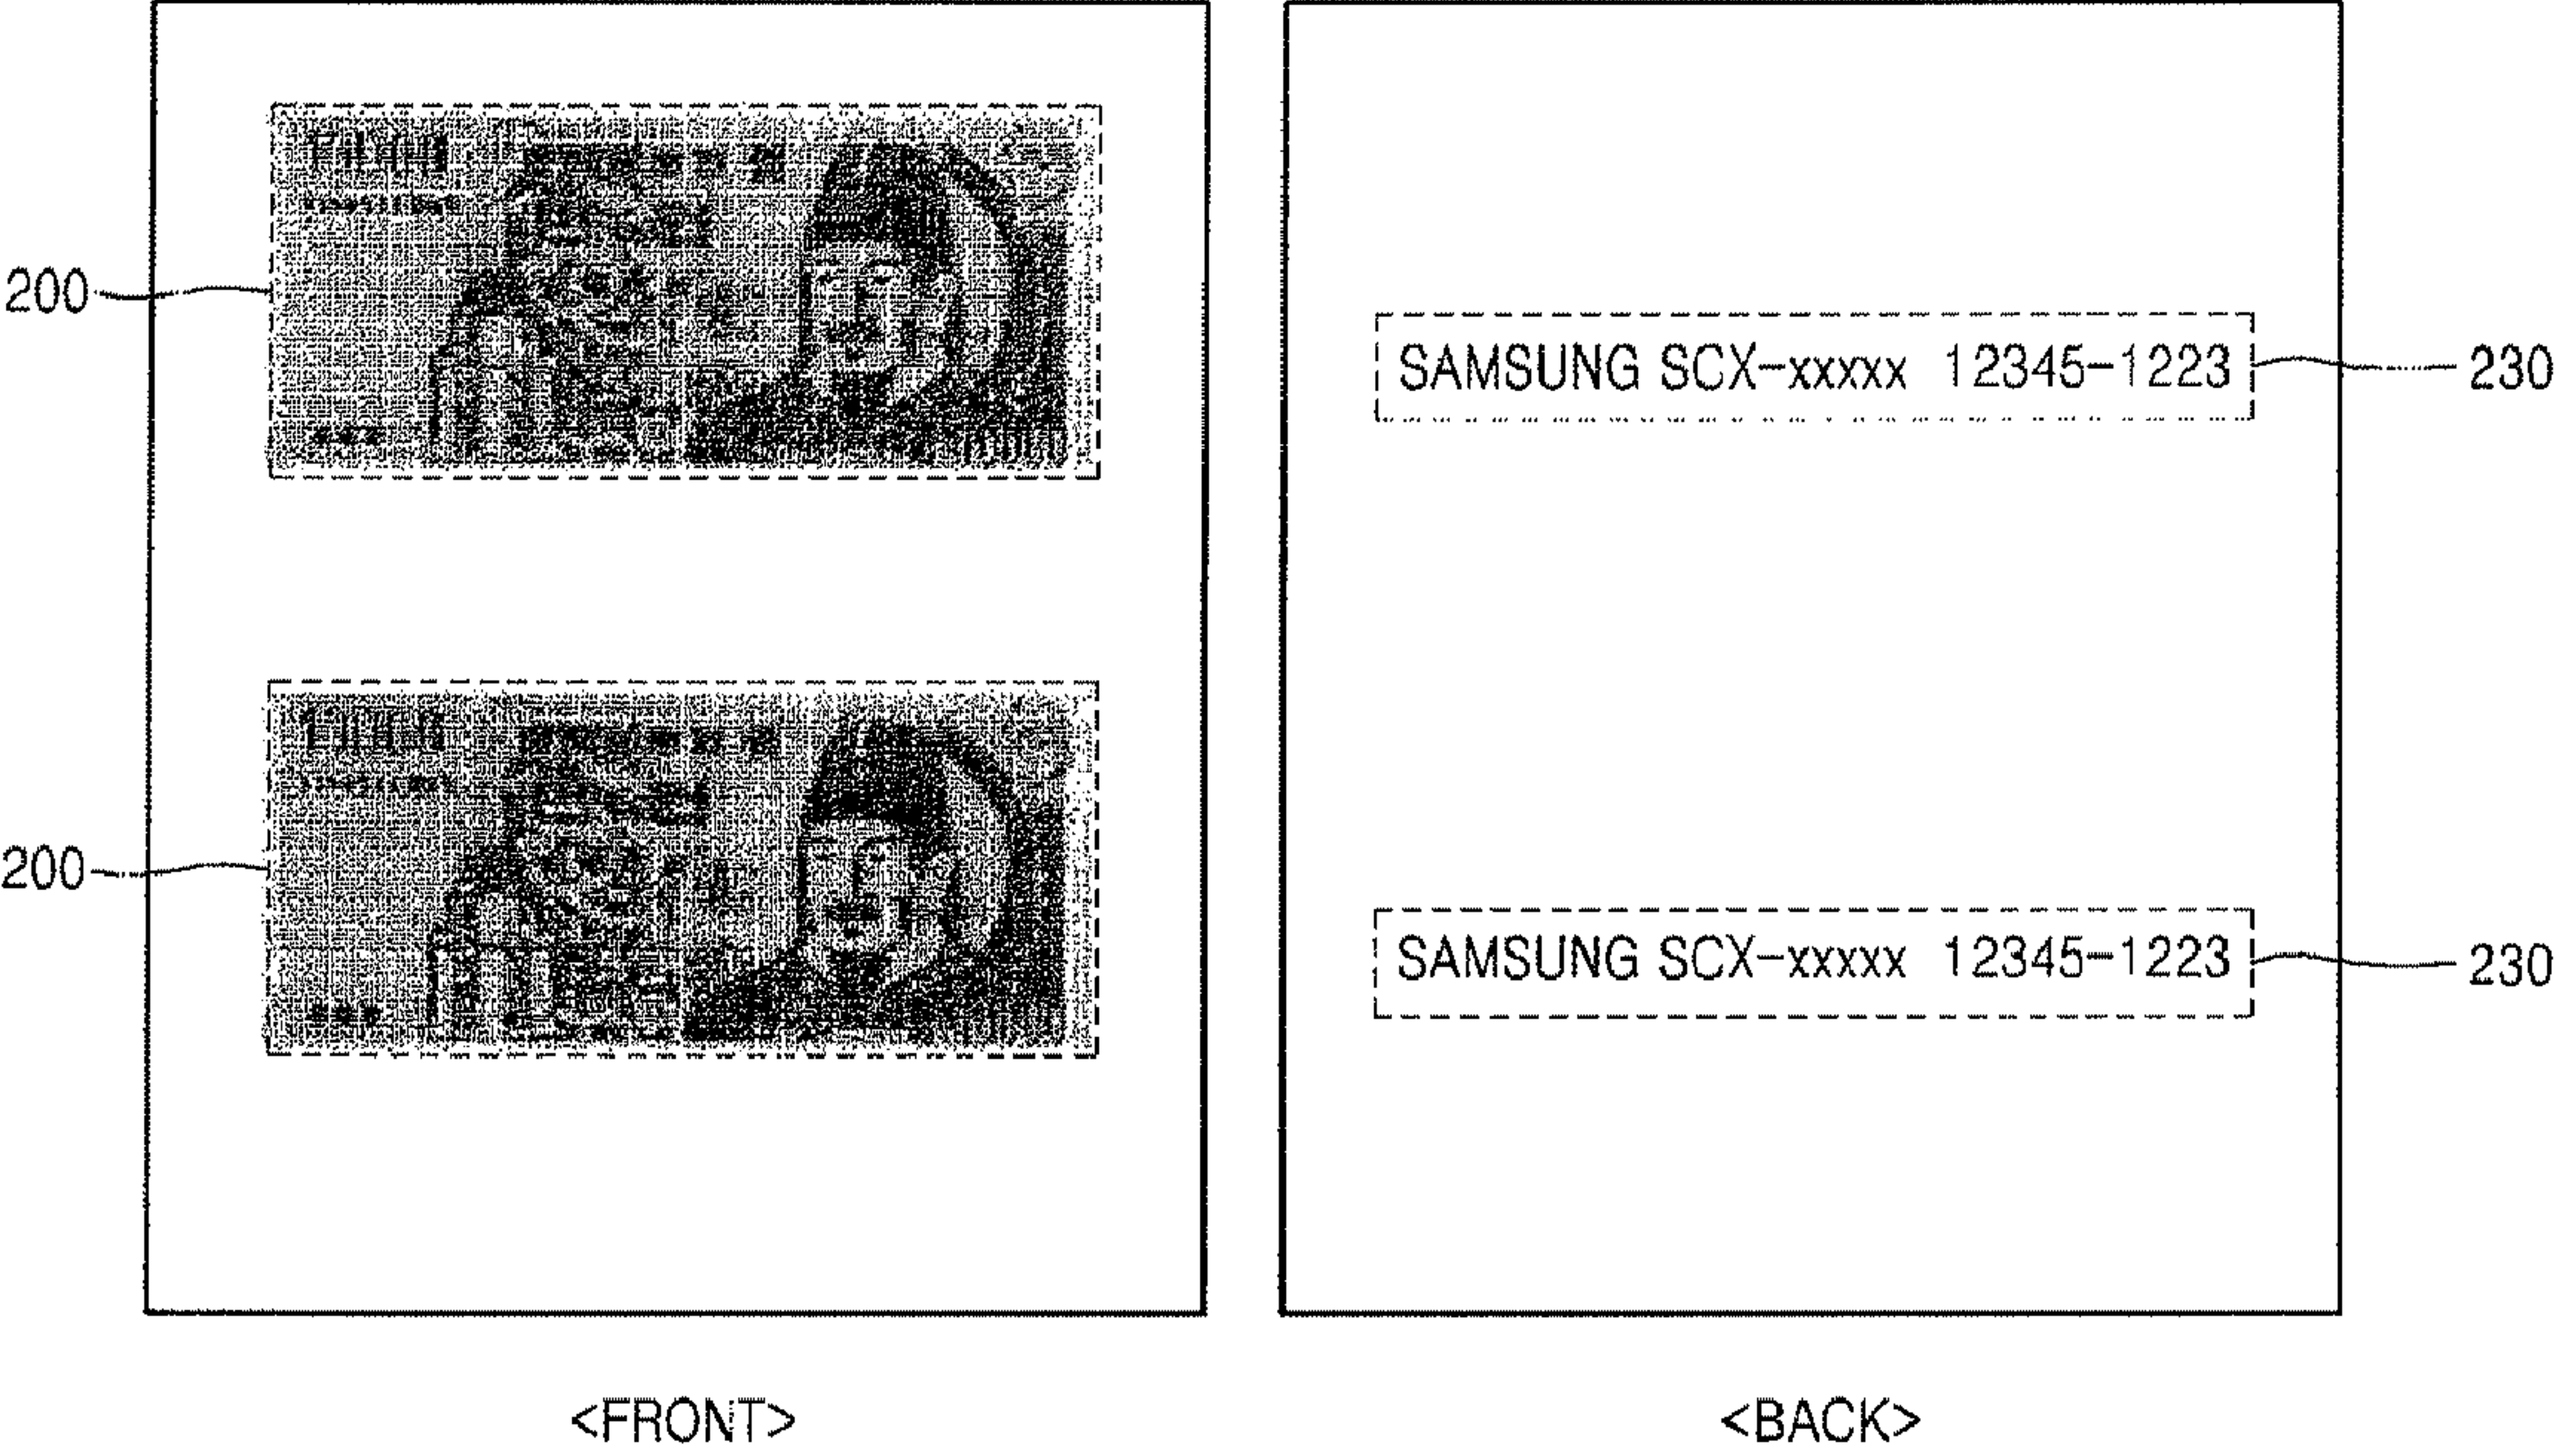 200
200
SAMSUNG SCX-xxxxx 12345-1223
230
SAMSUNG SCX-xxxxx 12345-1223
230
<FRONT>
<BACK>